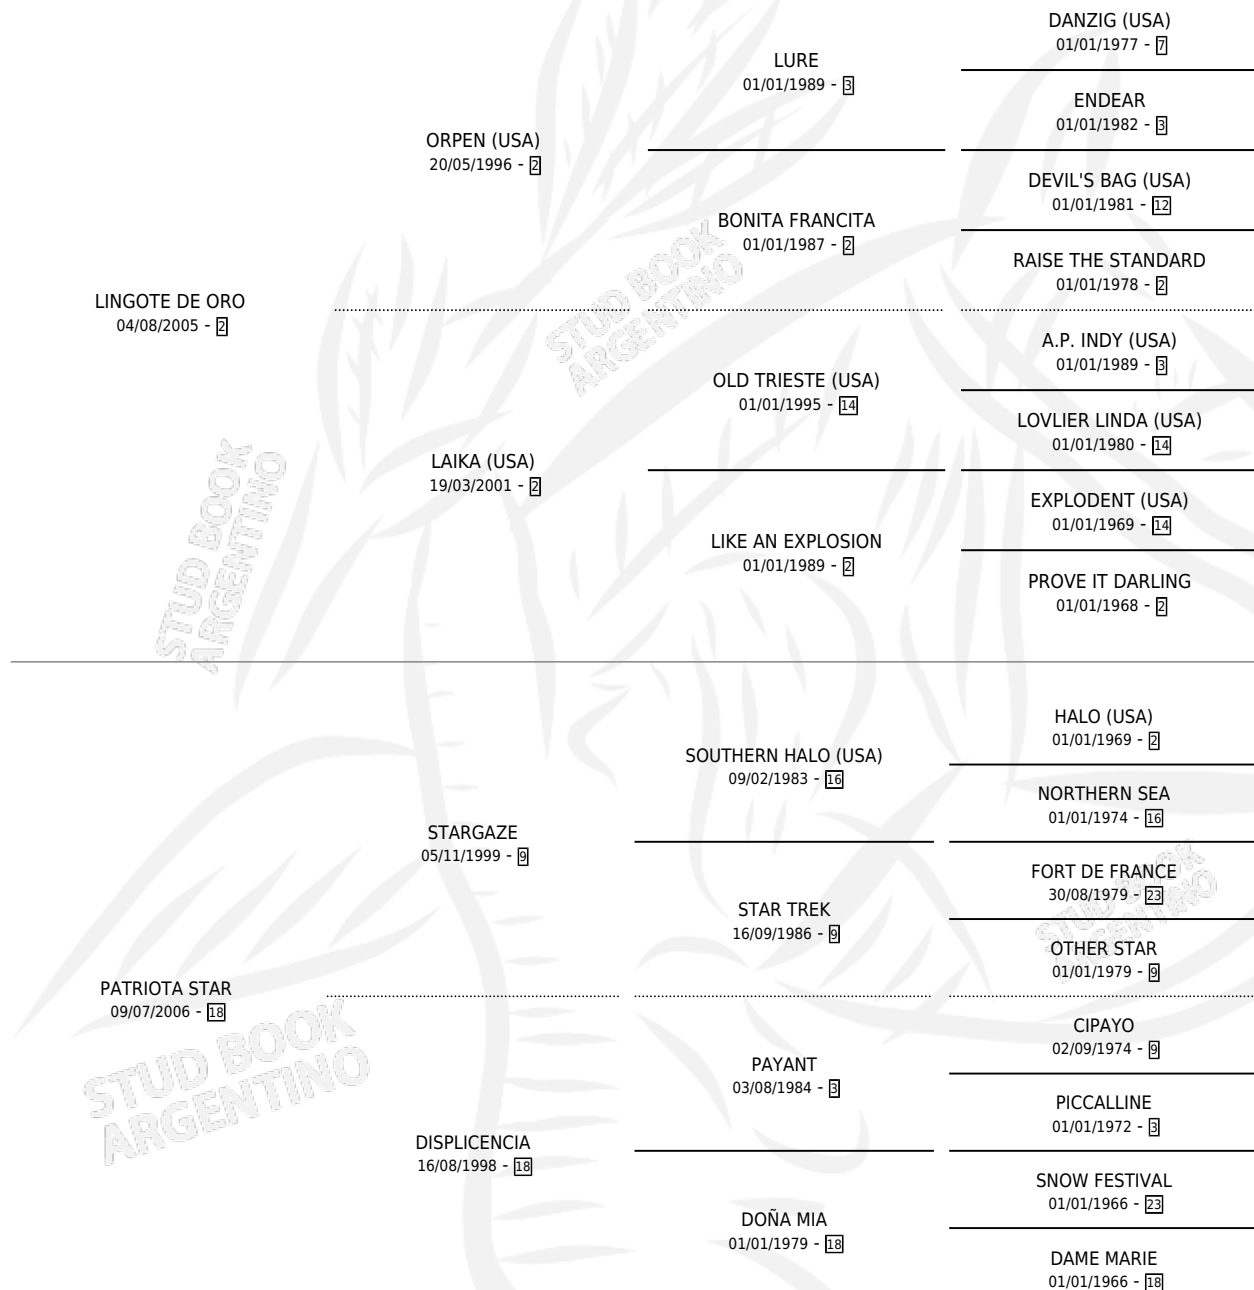 DANZIG (USA)
01/01/1977 - 7
LURE
01/01/1989 - 3
ENDEAR
01/01/1982 - 3
ORPEN (USA)
20/05/1996 - 2
DEVIL'S BAG (USA)
01/01/1981 - 12
BONITA FRANCITA
01/01/1987 - 2
RAISE THE STANDARD
01/01/1978 - 2
LINGOTE DE ORO
04/08/2005 - 2
A.P. INDY (USA)
01/01/1989 - 3
OLD TRIESTE (USA)
01/01/1995 - 14
LOVLIER LINDA (USA)
01/01/1980 - 14
LAIKA (USA)
19/03/2001 - 2
EXPLODENT (USA)
01/01/1969 - 14
LIKE AN EXPLOSION
01/01/1989 - 2
PROVE IT DARLING
01/01/1968 - 2
HALO (USA)
01/01/1969 - 2
SOUTHERN HALO (USA)
09/02/1983 - 16
NORTHERN SEA
01/01/1974 - 16
STARGAZE
05/11/1999 - 9
FORT DE FRANCE
30/08/1979 - 23
STAR TREK
16/09/1986 - 9
OTHER STAR
01/01/1979 - 9
PATRIOTA STAR
09/07/2006 - 18
CIPAYO
02/09/1974 - 9
PAYANT
03/08/1984 - 3
PICCALLINE
01/01/1972 - 3
DISPLICENCIA
16/08/1998 - 18
SNOW FESTIVAL
01/01/1966 - 23
DOÑA MIA
01/01/1979 - 18
DAME MARIE
01/01/1966 - 18
STUD BOOK
ARGENTINO
STUD BOOK
ARGENTINO
STUD BOOK
ARGENTINO
STUD BOOK
ARGENTINO